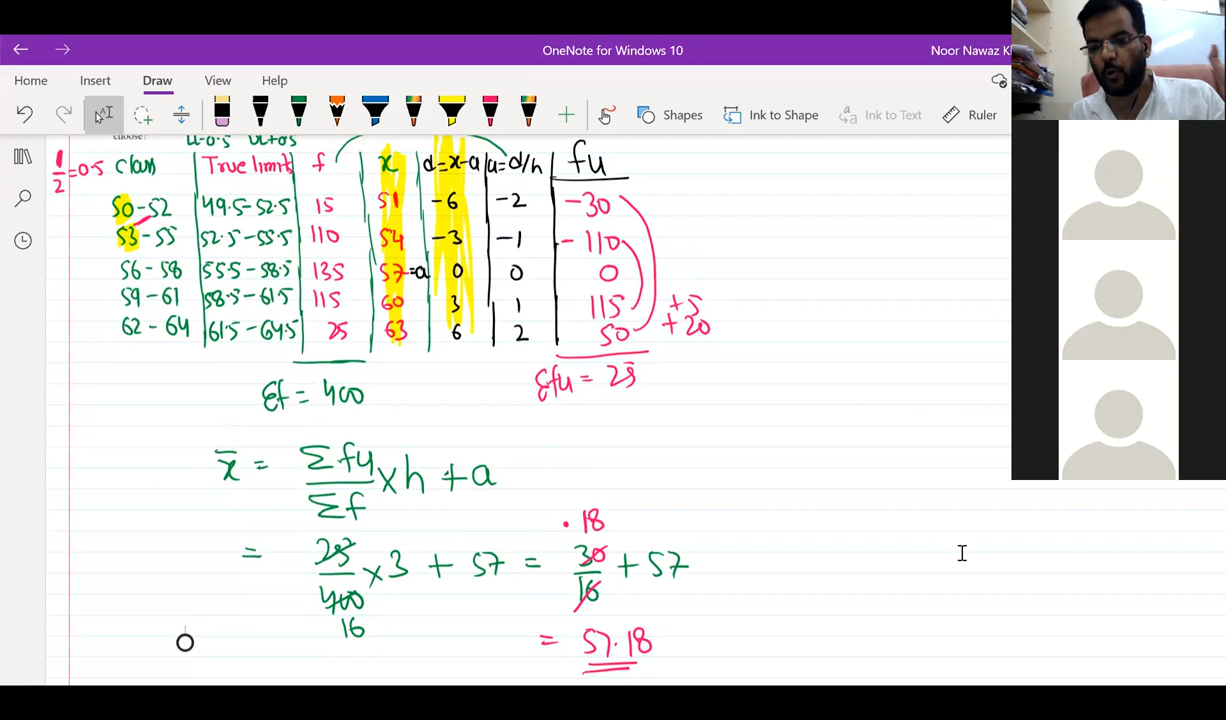 OneNote for Windows 10
Noor Nawaz K
Home Insert Draw View Help
Shapes Ink to Shape Ink to Text Ruler
choose?
1/2 = 0.5 Class True limit f x d=x-a u=d/h fu
50-52 49.5-52.5 15 51 -6 -2 -30
53-55 52.5-55.5 110 54 -3 -1 -110
56-58 55.5-58.5 135 57=a 0 0 0
59-61 58.5-61.5 115 60 3 1 115 +5
62-64 61.5-64.5 25 63 6 2 50 +20
Σf = 400 Σfu = 25
x̄ = Σfu/Σf × h + a
= 25/400 × 3 + 57 = 30/16 + 57
.18
16
= 57.18